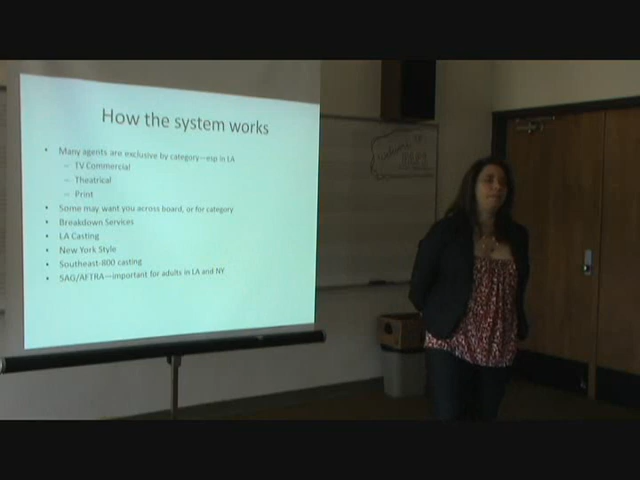 How the system works
• Many agents are exclusive by category—esp in LA
– TV Commercial
– Theatrical
– Print
• Some may want you across board, or for category
• Breakdown Services
• LA Casting
• New York Style
• Southeast-800 casting
• SAG/AFTRA—important for adults in LA and NY